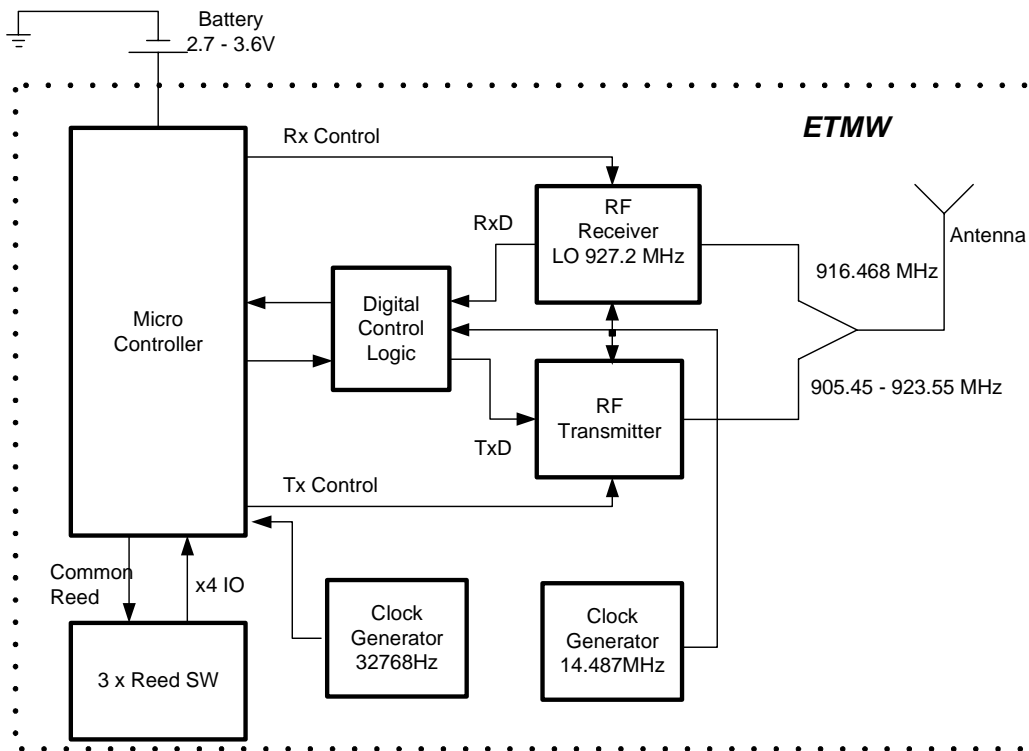 Battery
2.7 - 3.6V
ETMW
Rx Control
RF
Receiver
LO 927.2 MHz
RxD
Antenna
916.468 MHz
Micro
Controller
Digital
Control
Logic
905.45 - 923.55 MHz
RF
Transmitter
TxD
Tx Control
Common
Reed
x4 IO
Clock
Generator
32768Hz
Clock
Generator
14.487MHz
3 x Reed SW